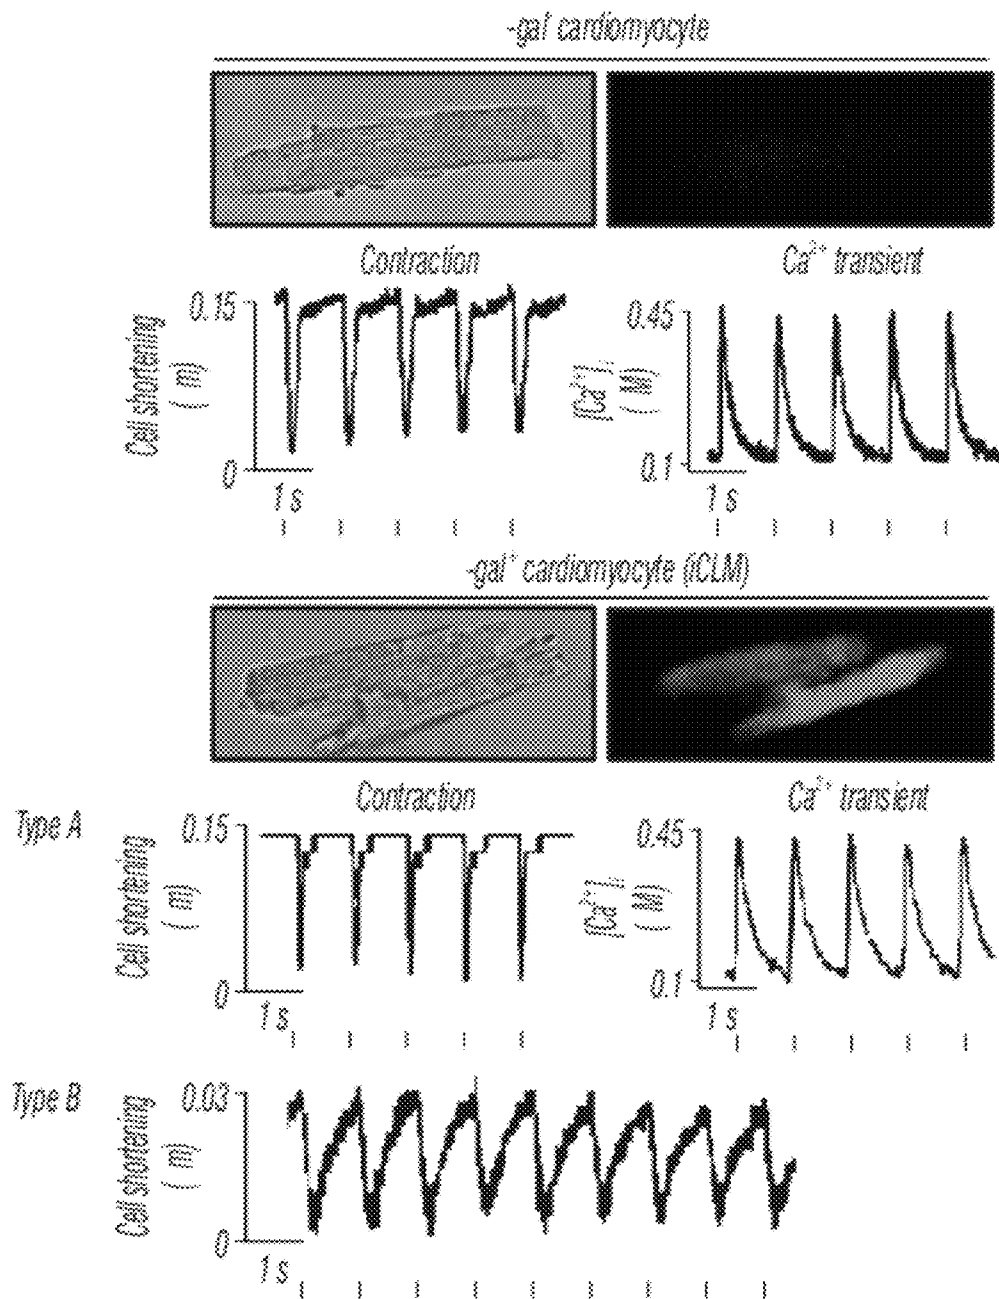 -gal⁻ cardiomyocyte
Contraction
Ca²⁺ transient
Cell shortening
( m)
0.15
0
1 s
[Ca²⁺]ᵢ
( M)
0.45
0.1
1 s
-gal⁺ cardiomyocyte (iCLM)
Contraction
Ca²⁺ transient
Type A
Cell shortening
( m)
0.15
0
1 s
[Ca²⁺]ᵢ
( M)
0.45
0.1
1 s
Type B
Cell shortening
( m)
0.03
0
1 s